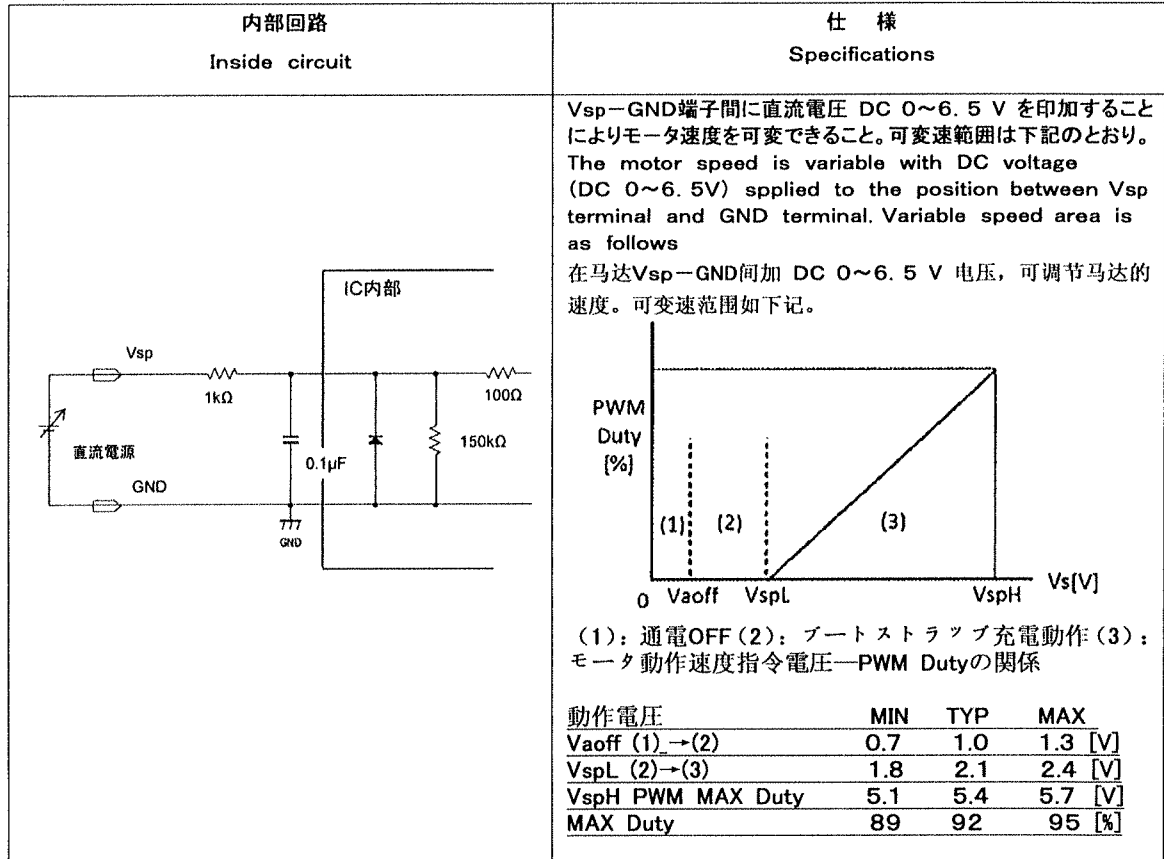 内部回路
Inside circuit
仕 様
Specifications
IC内部
Vsp
1kΩ
100Ω
150kΩ
0.1μF
直流電源
GND
GND
Vsp-GND端子間に直流電圧 DC 0~6. 5 V を印加すること
によりモータ速度を可変できること。可変速範囲は下記のとおり。
The motor speed is variable with DC voltage
(DC 0~6. 5V) spplied to the position between Vsp
terminal and GND terminal. Variable speed area is
as follows
在马达Vsp-GND间加 DC 0~6. 5 V 电压，可调节马达的
速度。可变速范围如下记。
PWM
Duty
[%]
(1)
(2)
(3)
0
Vaoff
VspL
VspH
Vs[V]
(1): 通電OFF(2): ブートストラップ充電動作(3):
モータ動作速度指令電圧—PWM Dutyの関係
動作電圧 MIN TYP MAX
Vaoff (1)→(2) 0.7 1.0 1.3 [V]
VspL (2)→(3) 1.8 2.1 2.4 [V]
VspH PWM MAX Duty 5.1 5.4 5.7 [V]
MAX Duty 89 92 95 [%]